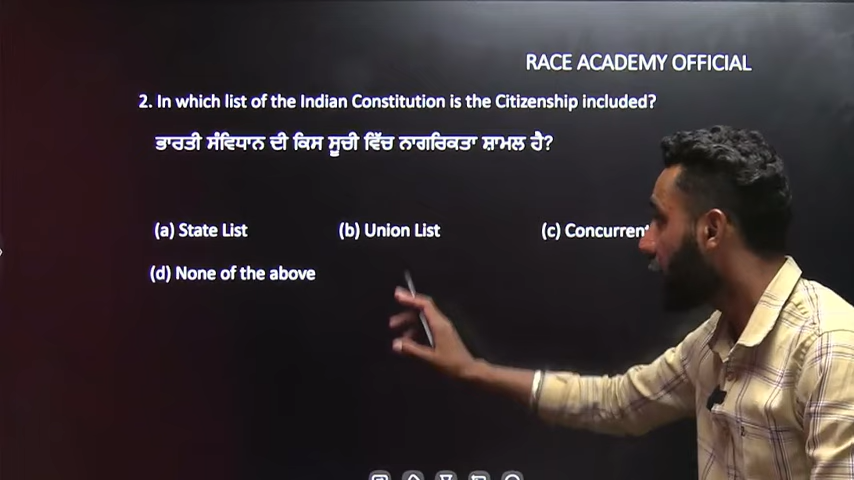 RACE ACADEMY OFFICIAL
2. In which list of the Indian Constitution is the Citizenship included?
ਭਾਰਤੀ ਸੰਵਿਧਾਨ ਦੀ ਕਿਸ ਸੂਚੀ ਵਿੱਚ ਨਾਗਰਿਕਤਾ ਸ਼ਾਮਲ ਹੈ?
(a) State List (b) Union List (c) Concurrent
(d) None of the above